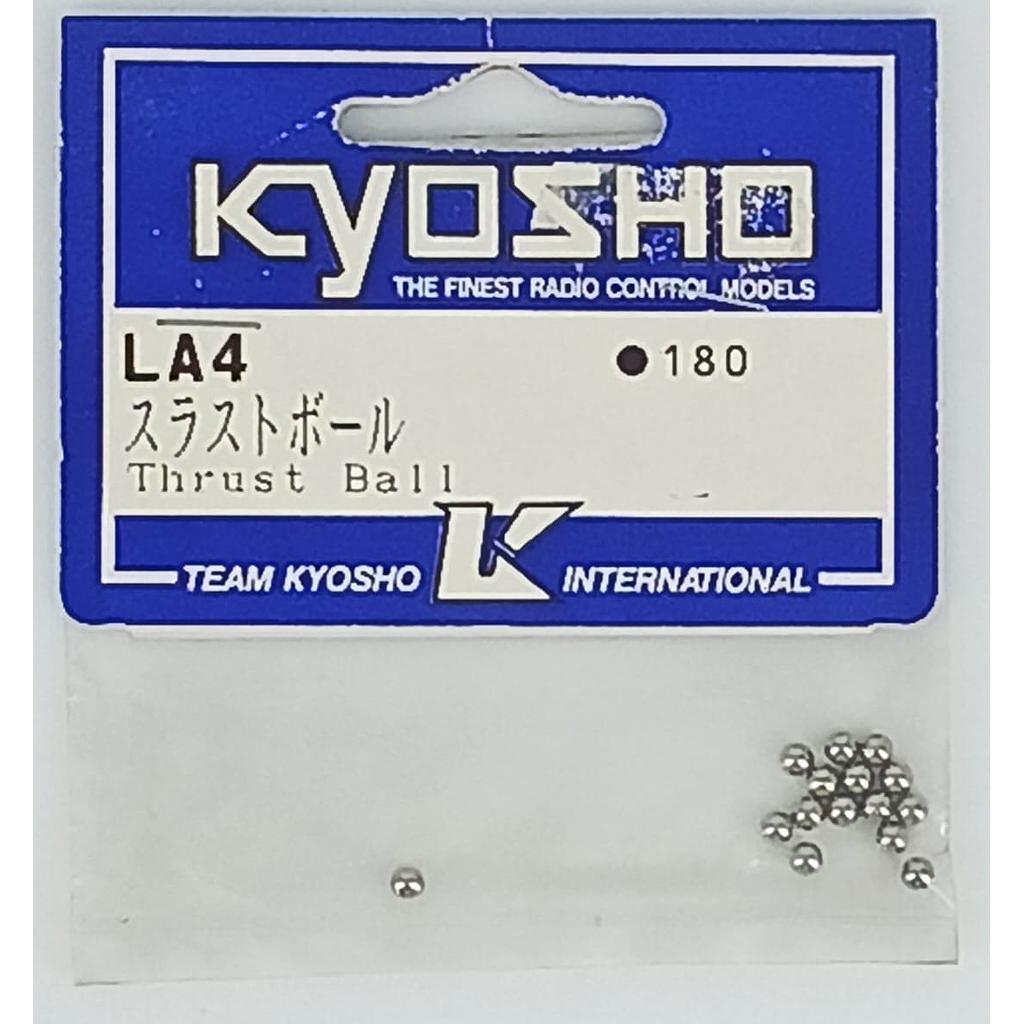 KYOSHO
THE FINEST RADIO CONTROL MODELS
LA4 ●180
スラストボール
Thrust Ball
TEAM KYOSHO K INTERNATIONAL